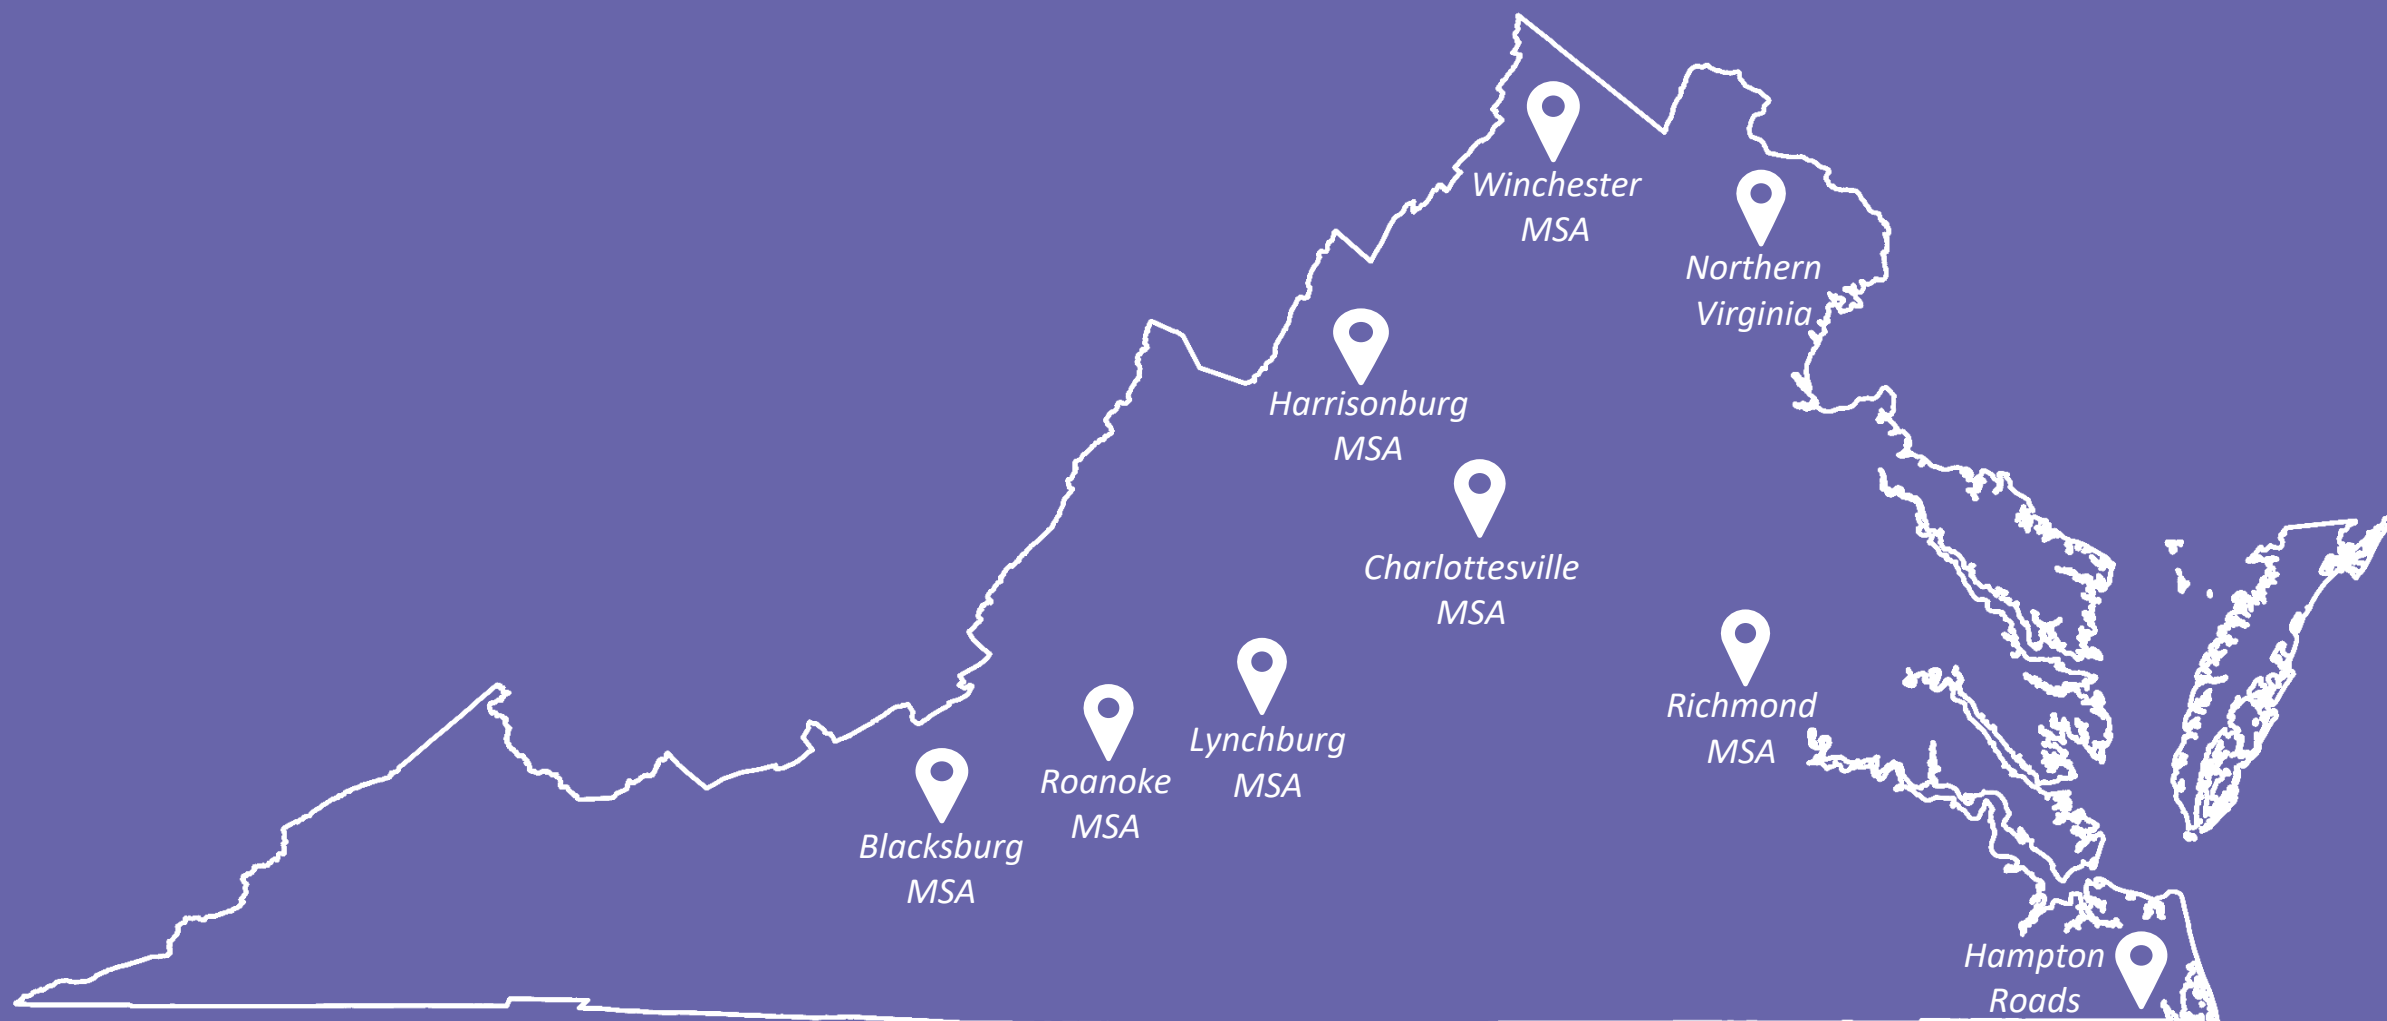 Winchester
MSA
Northern
Virginia
Harrisonburg
MSA
Charlottesville
MSA
Richmond
MSA
Lynchburg
MSA
Roanoke
MSA
Blacksburg
MSA
Hampton
Roads